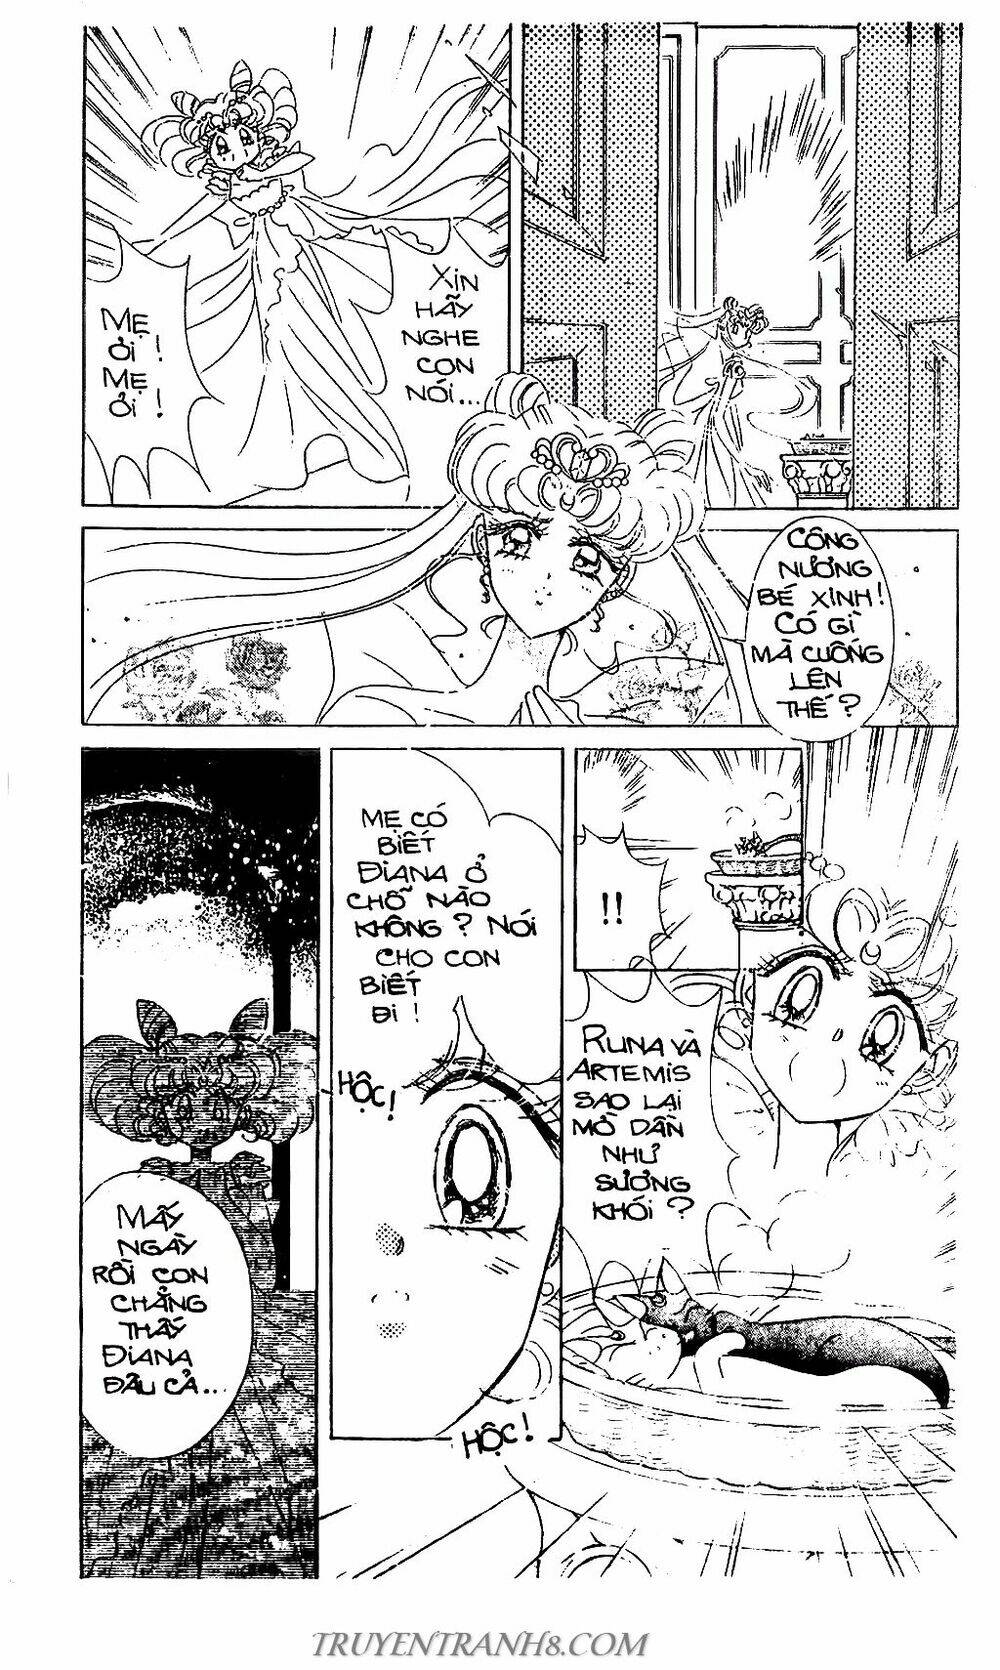 XIN
HÃY
NGHE
CON
NÓI...
MẸ
ƠI !
MẸ
ƠI !
CÔNG
NƯƠNG
BÉ XINH!
CÓ GÌ
MÀ CUỐNG
LÊN
THẾ ?
MẸ CÓ
BIẾT
ĐIANA Ở
CHỖ NÀO
KHÔNG ? NÓI
CHO CON
BIẾT
ĐI !
HỘC!
HỘC!
!!
RUNA VÀ
ARTEMIS
SAO LẠI
MỜ DẦN
NHƯ
SƯƠNG
KHÓI ?
MẤY
NGÀY
RỒI CON
CHẲNG
THẤY
ĐIANA
ĐÂU CẢ...
TRUYENTRANH8.COM